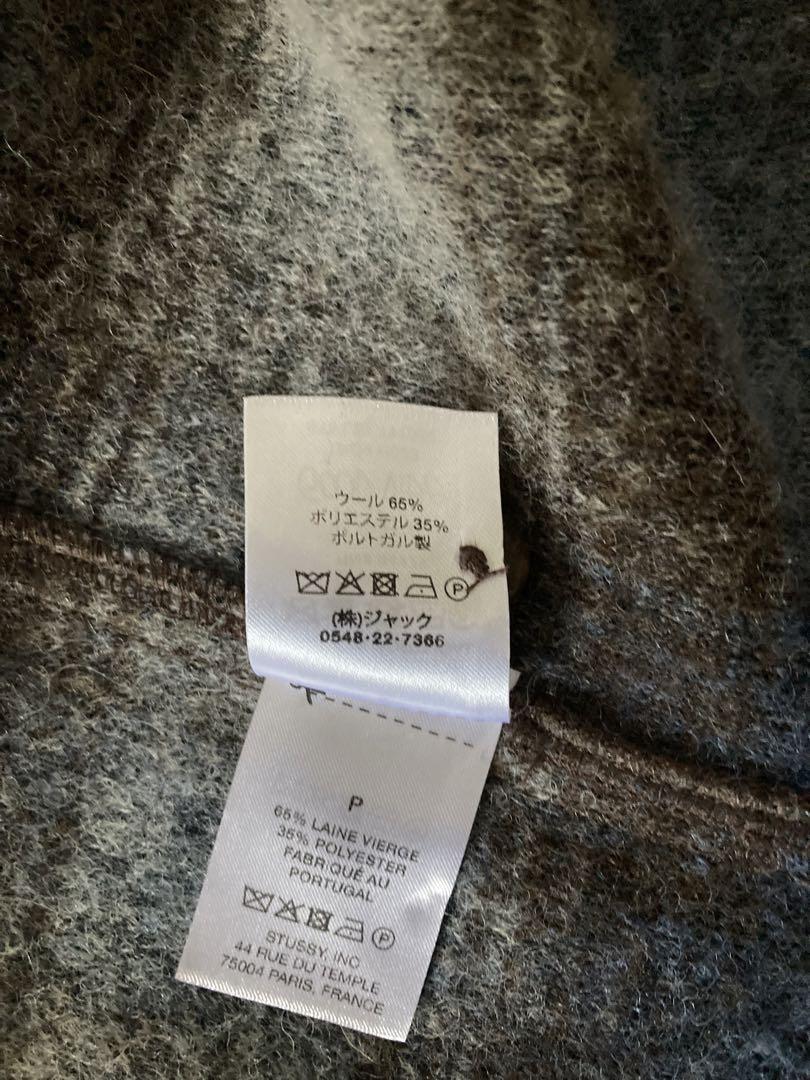 ウール 65%
ポリエステル 35%
ポルトガル製
P
(株)ジャック
0548-22-7366
P
65% LAINE VIERGE
35% POLYESTER
FABRIQUÉ AU
PORTUGAL
P
STUSSY, INC
44 RUE DU TEMPLE
75004 PARIS, FRANCE